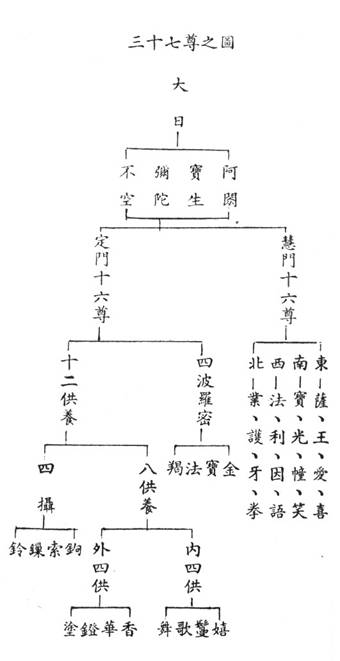 三十七尊之圖
大日
阿閦
寶生
彌陀
不空
慧門十六尊
定門十六尊
東—薩、王、愛、喜
南—寶、光、幢、笑
西—法、利、因、語
北—業、護、牙、拳
四波羅密
十二供養
金寶法羯
八供養
四攝
鉤索鏁鈴
內四供
外四供
嬉鬘歌舞
香華鐙塗